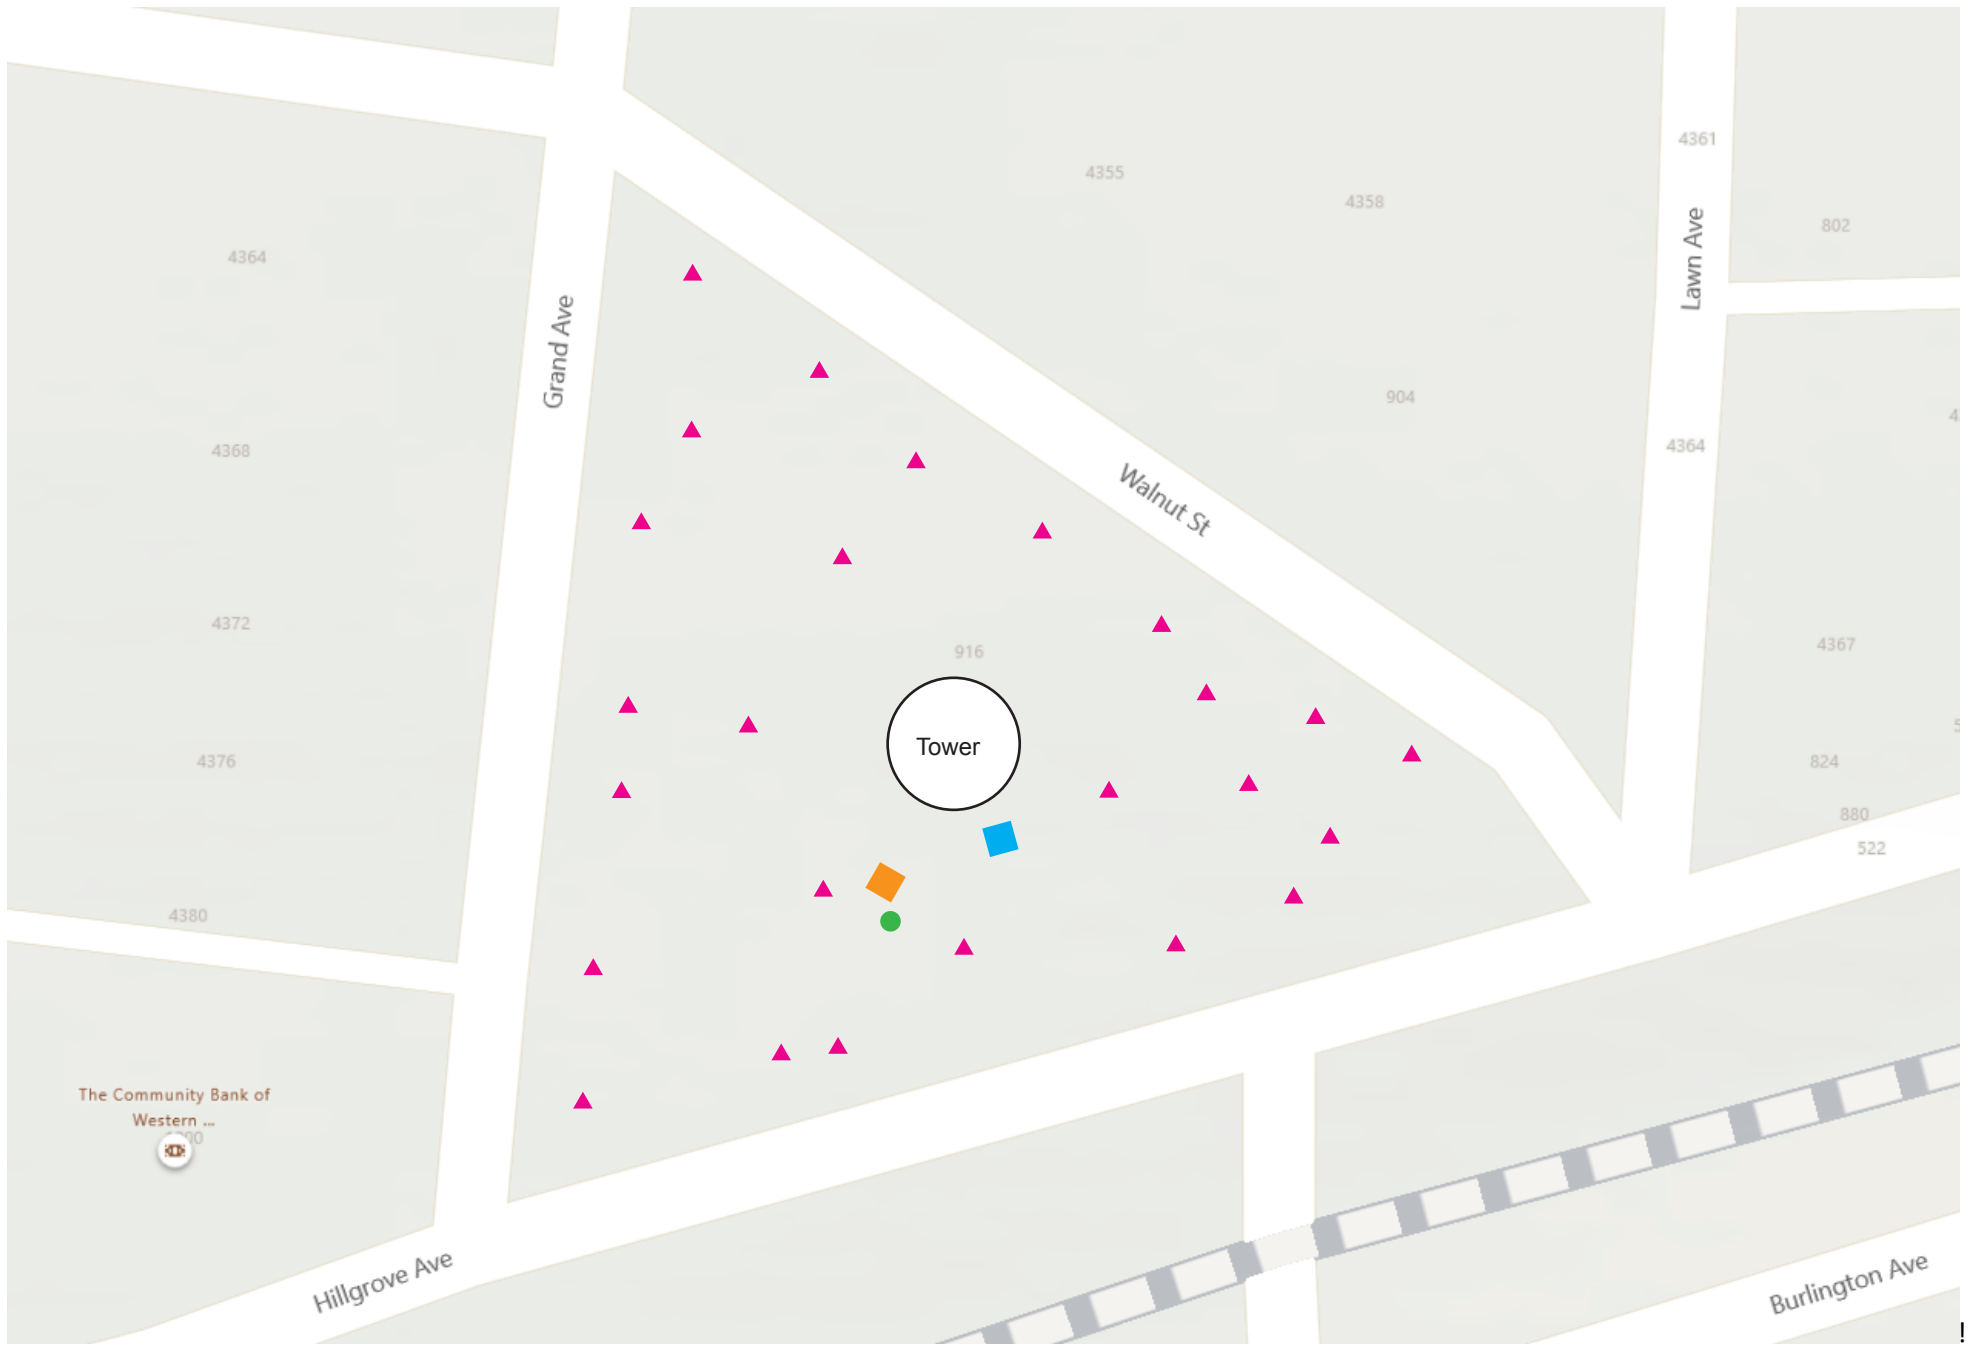 4361
4355
4358
802
Lawn Ave
4364
Grand Ave
904
4368
4364
Walnut St
4372
4367
916
Tower
4376
824
880
522
4380
The Community Bank of
Western ...
Hillgrove Ave
Burlington Ave
!